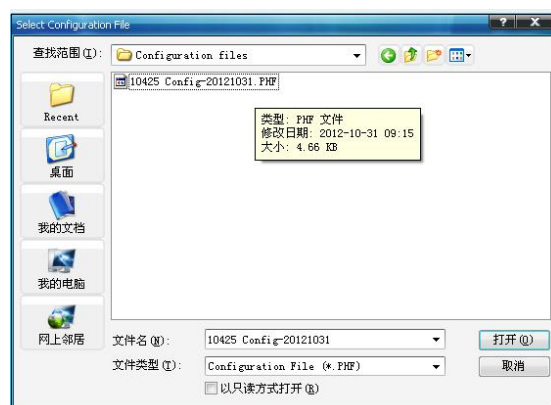 Select Configuration File
查找范围(I):
Configuration files
10425 Config-20121031.PHF
类型: PHF 文件
修改日期: 2012-10-31 09:15
大小: 4.66 KB
Recent
桌面
我的文档
我的电脑
网上邻居
文件名(N):
10425 Config-20121031
打开(O)
文件类型(T):
Configuration File (*.PHF)
取消
以只读方式打开(R)